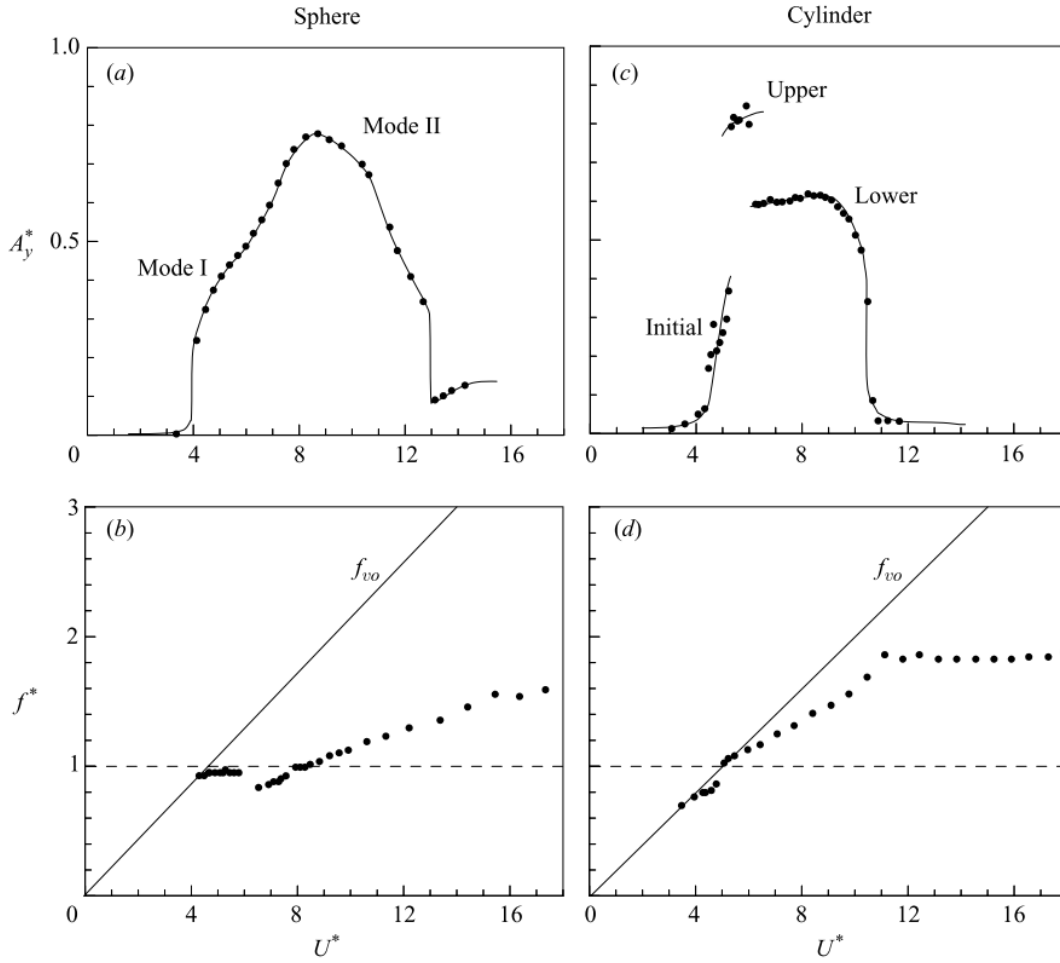 Sphere
Cylinder
1.0
(a)
Mode II
0.5
A*y
Mode I
0 4 8 12 16
(c)
Upper
Lower
Initial
0 4 8 12 16
3
(b)
fvo
2
f*
1
0 4 8 12 16
U*
(d)
fvo
0 4 8 12 16
U*